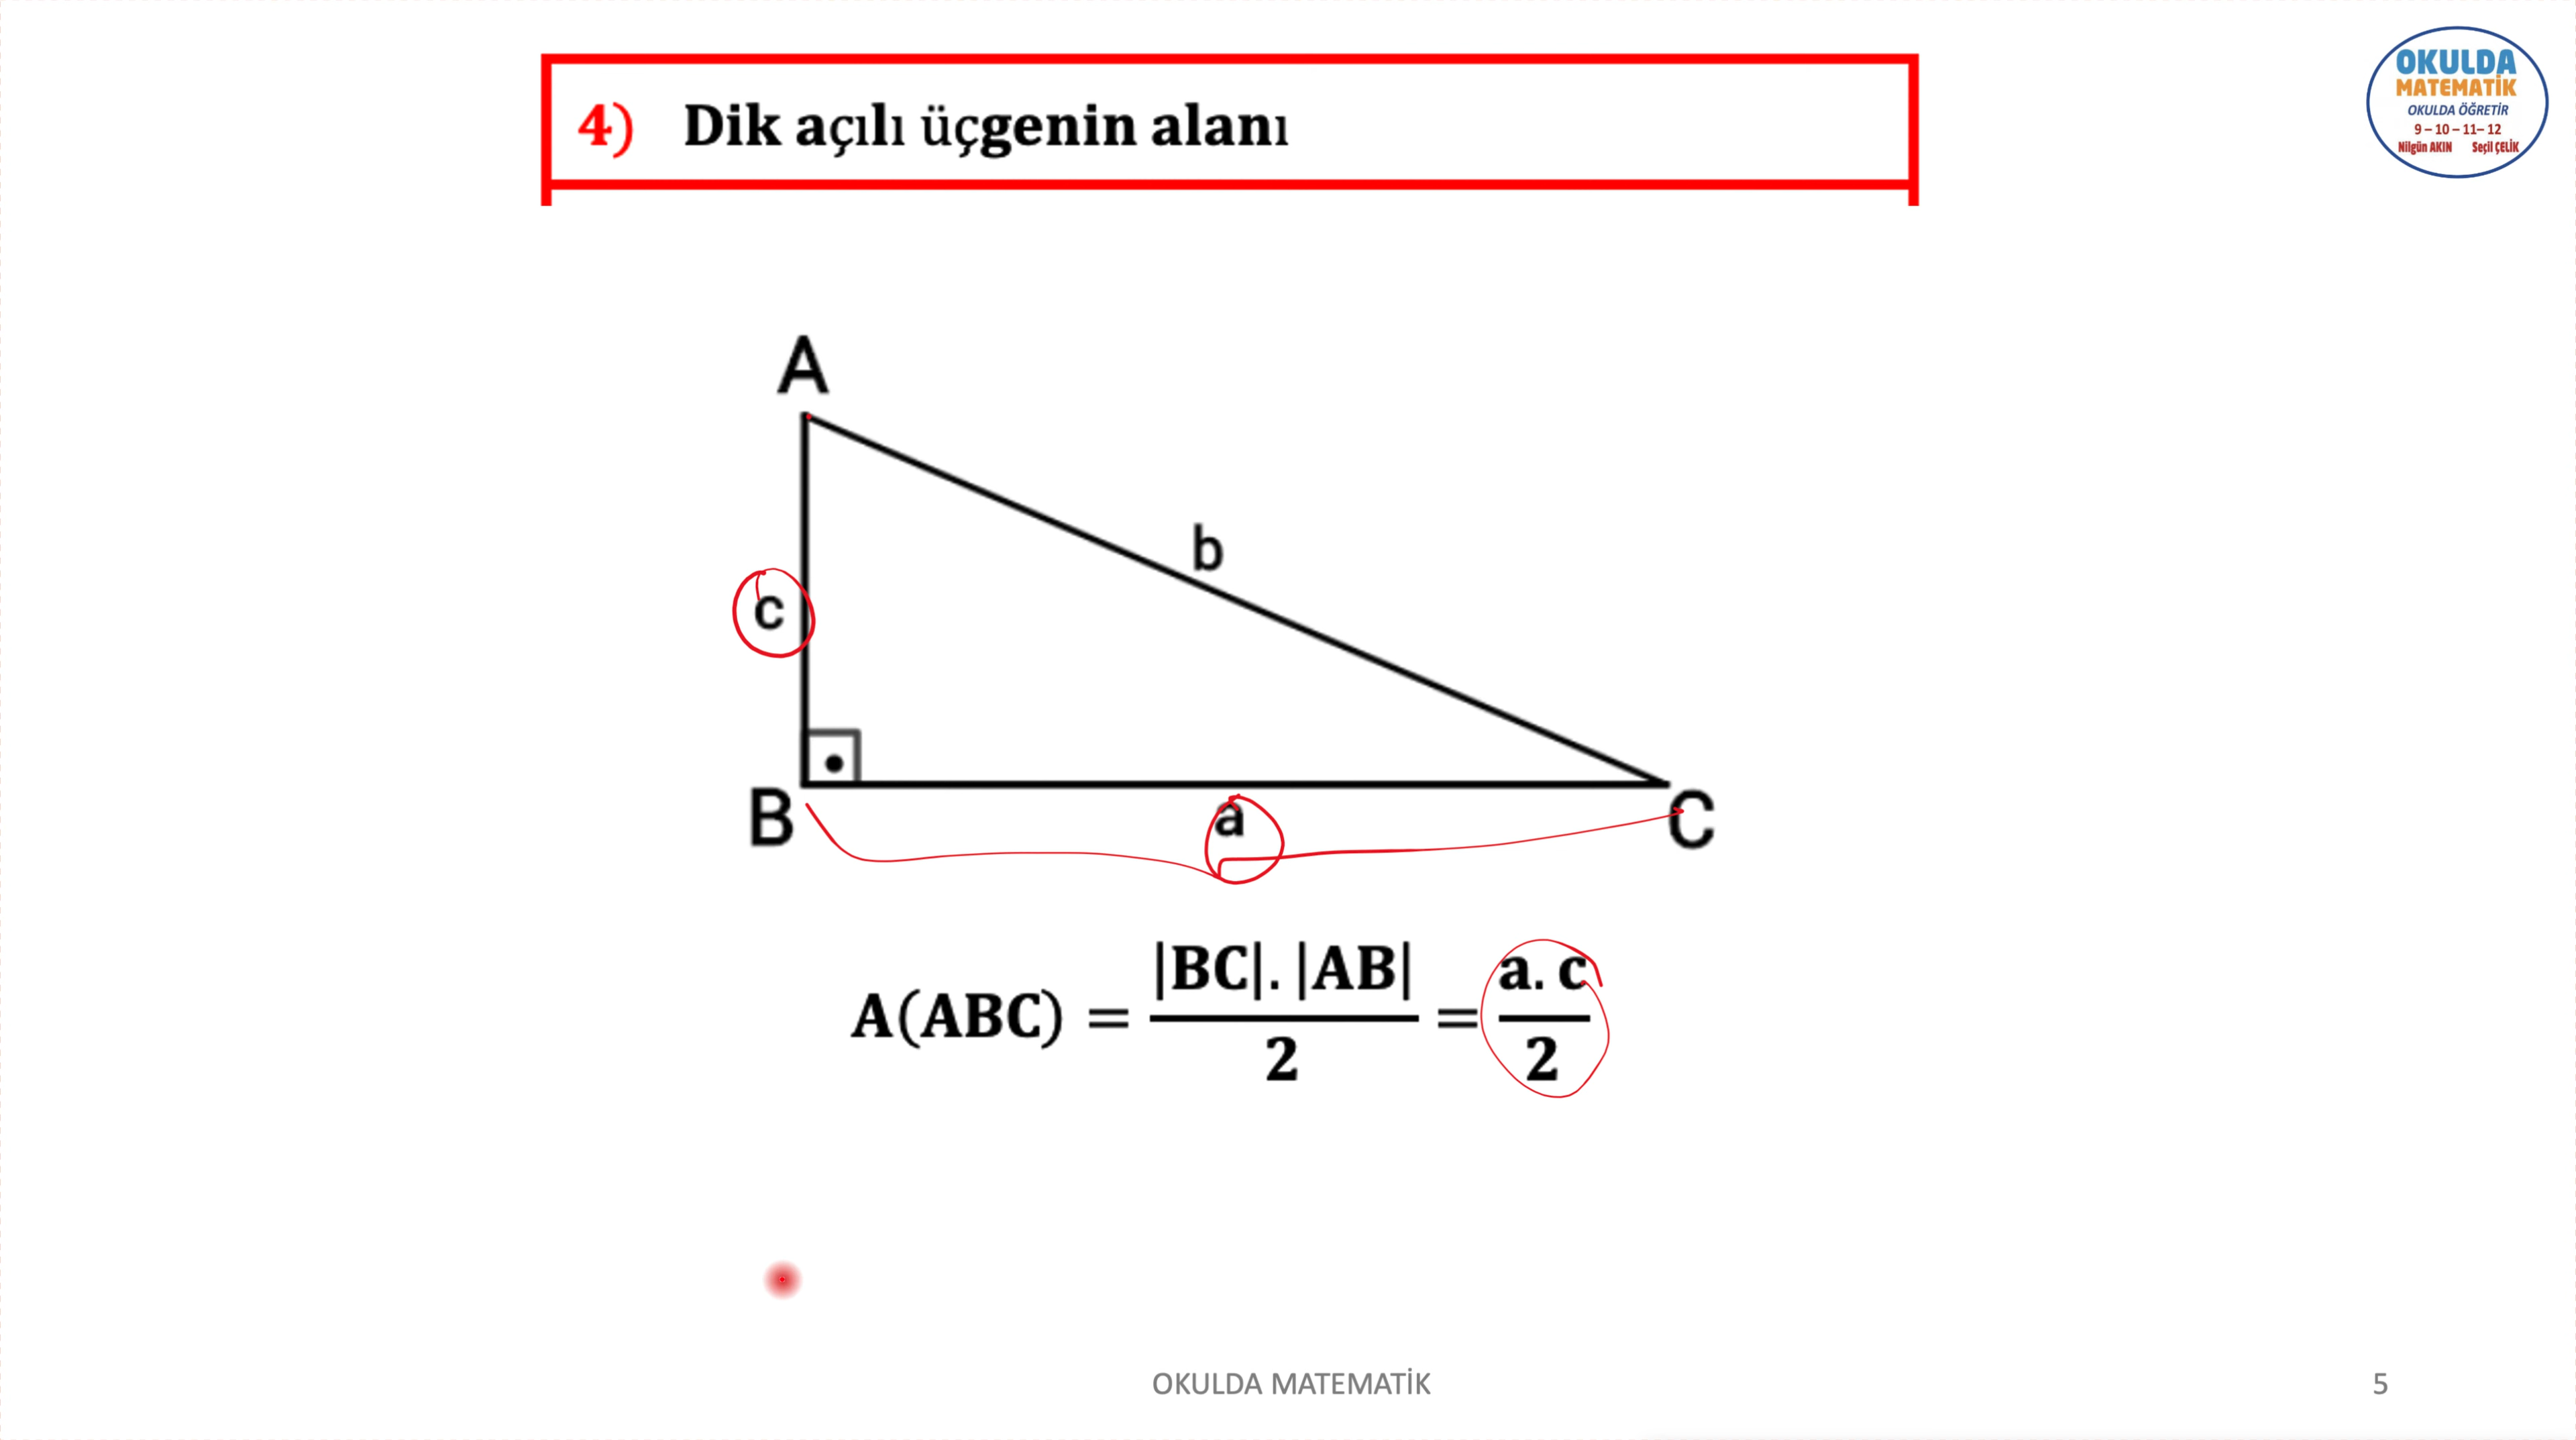 OKULDA
MATEMATİK
OKULDA ÖĞRETİR
9 – 10 – 11– 12
Nilgün AKIN Seçil ÇELİK
4) Dik açılı üçgenin alanı
A
b
c
B
a
C
A(ABC) = |BC|. |AB| / 2 = a. c / 2
OKULDA MATEMATİK
5